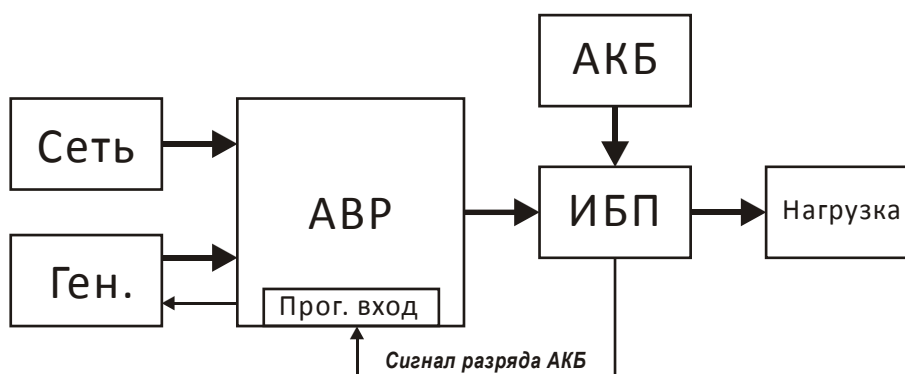 АКБ
Сеть
АВР
ИБП
Нагрузка
Ген.
Прог. вход
Сигнал разряда АКБ